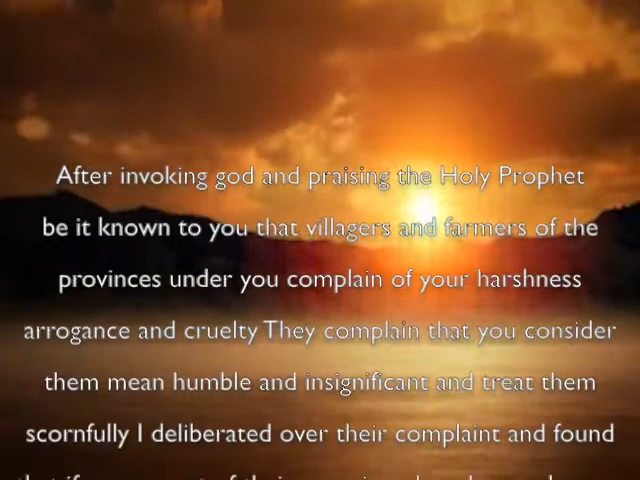 After invoking god and praising the Holy Prophet
be it known to you that villagers and farmers of the
provinces under you complain of your harshness
arrogance and cruelty They complain that you consider
them mean humble and insignificant and treat them
scornfully I deliberated over their complaint and found